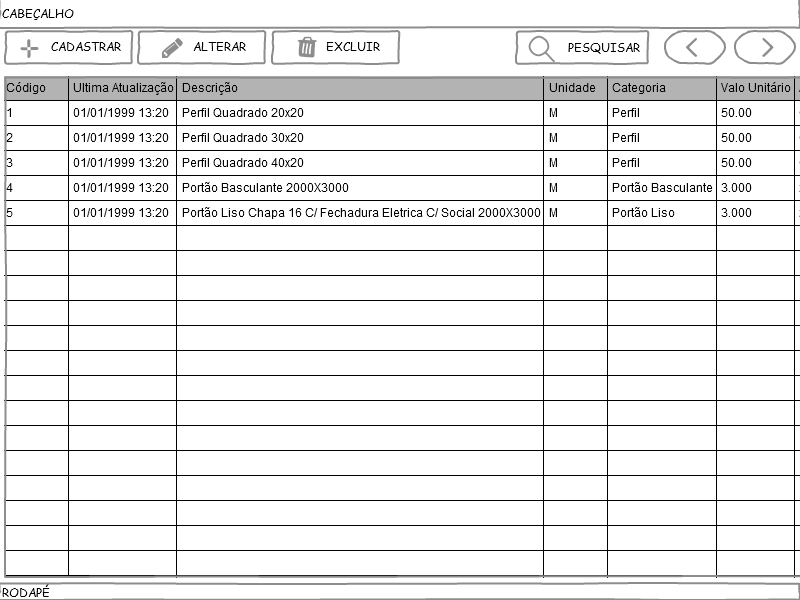 CABEÇALHO
CADASTRAR ALTERAR EXCLUIR PESQUISAR
Código Ultima Atualização Descrição Unidade Categoria Valo Unitário
1 01/01/1999 13:20 Perfil Quadrado 20x20 M Perfil 50.00
2 01/01/1999 13:20 Perfil Quadrado 30x20 M Perfil 50.00
3 01/01/1999 13:20 Perfil Quadrado 40x20 M Perfil 50.00
4 01/01/1999 13:20 Portão Basculante 2000X3000 M Portão Basculante 3.000
5 01/01/1999 13:20 Portão Liso Chapa 16 C/ Fechadura Eletrica C/ Social 2000X3000 M Portão Liso 3.000
RODAPÉ